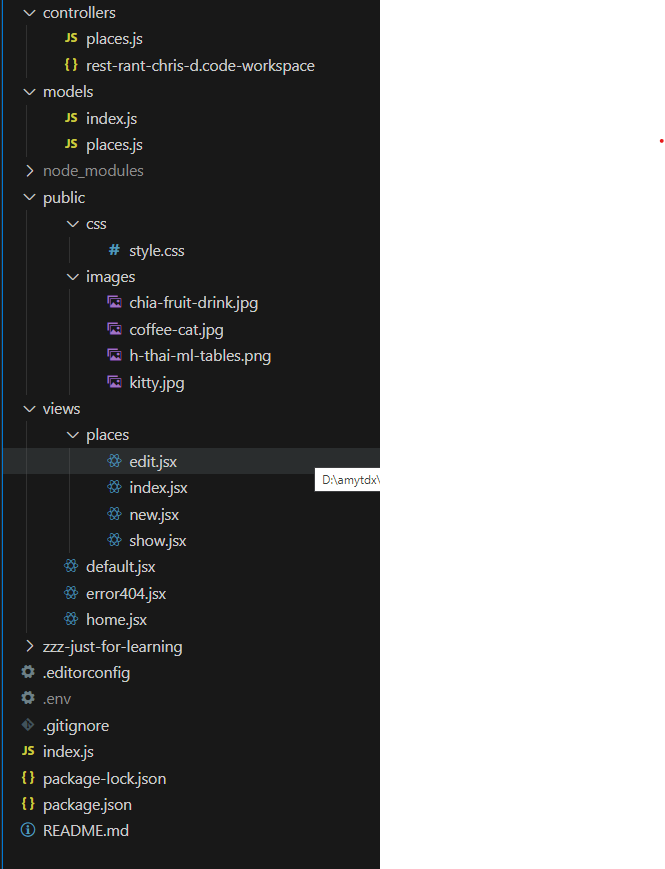 controllers
JS places.js
{} rest-rant-chris-d.code-workspace
models
JS index.js
JS places.js
node_modules
public
css
# style.css
images
chia-fruit-drink.jpg
coffee-cat.jpg
h-thai-ml-tables.png
kitty.jpg
views
places
edit.jsx
D:\amytdx\
index.jsx
new.jsx
show.jsx
default.jsx
error404.jsx
home.jsx
zzz-just-for-learning
.editorconfig
.env
.gitignore
JS index.js
{} package-lock.json
{} package.json
README.md